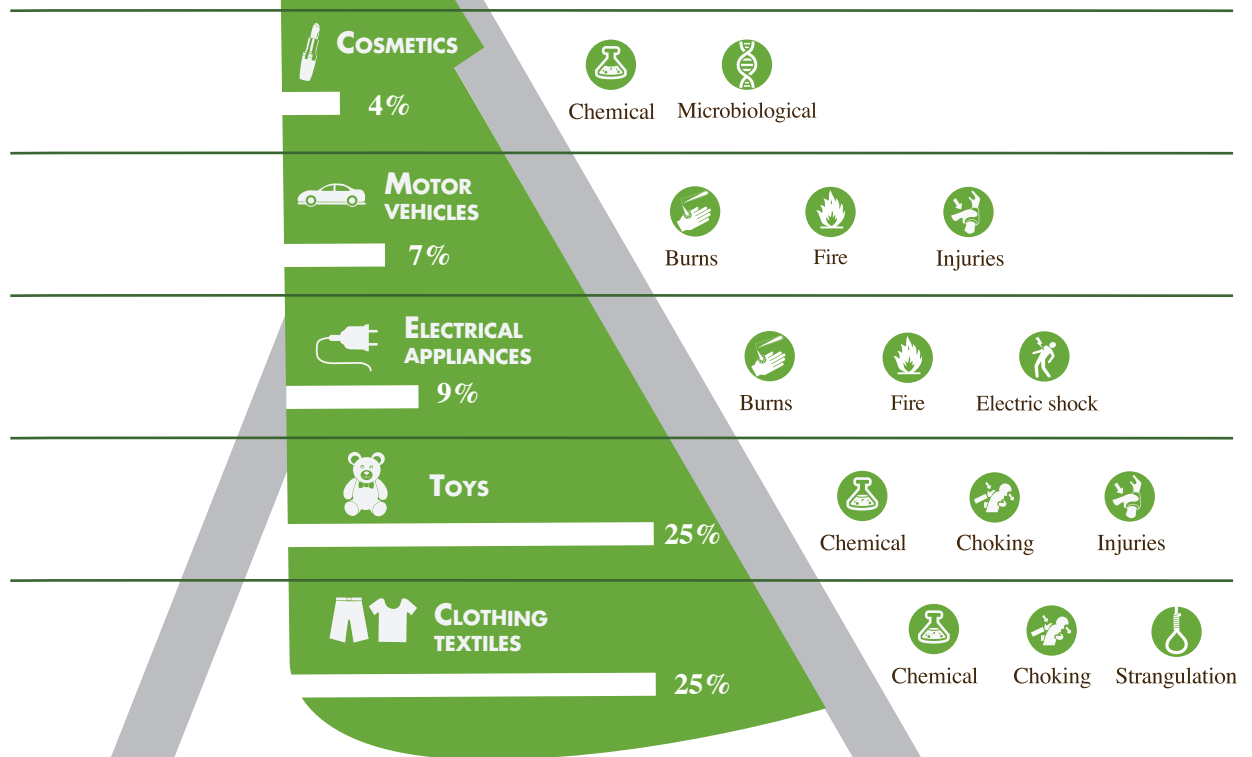 COSMETICS
4%
Chemical Microbiological
MOTOR
VEHICLES
7%
Burns Fire Injuries
ELECTRICAL
APPLIANCES
9%
Burns Fire Electric shock
TOYS
25%
Chemical Choking Injuries
CLOTHING
TEXTILES
25%
Chemical Choking Strangulation